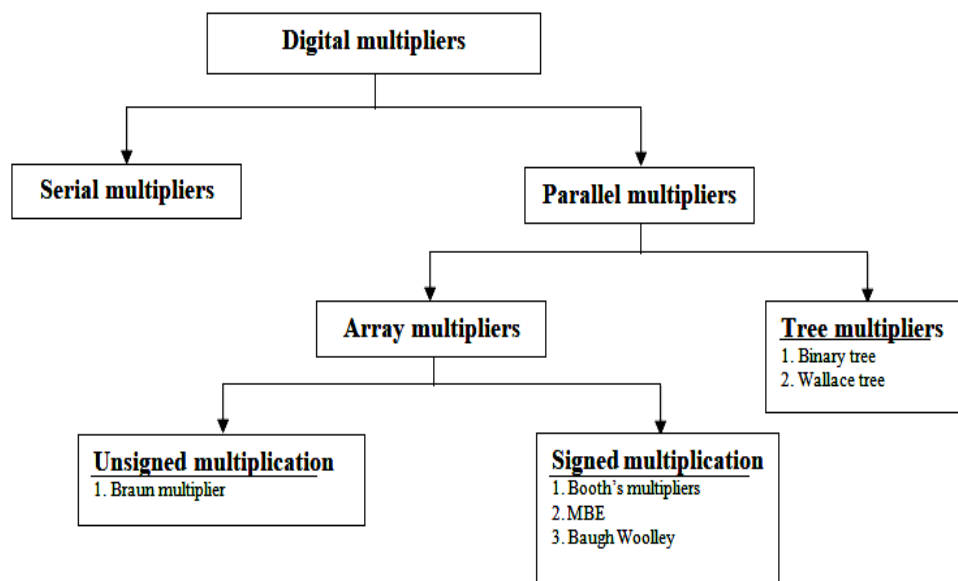 Digital multipliers
Serial multipliers
Parallel multipliers
Array multipliers
Tree multipliers
1. Binary tree
2. Wallace tree
Unsigned multiplication
1. Braun multiplier
Signed multiplication
1. Booth’s multipliers
2. MBE
3. Baugh Woolley